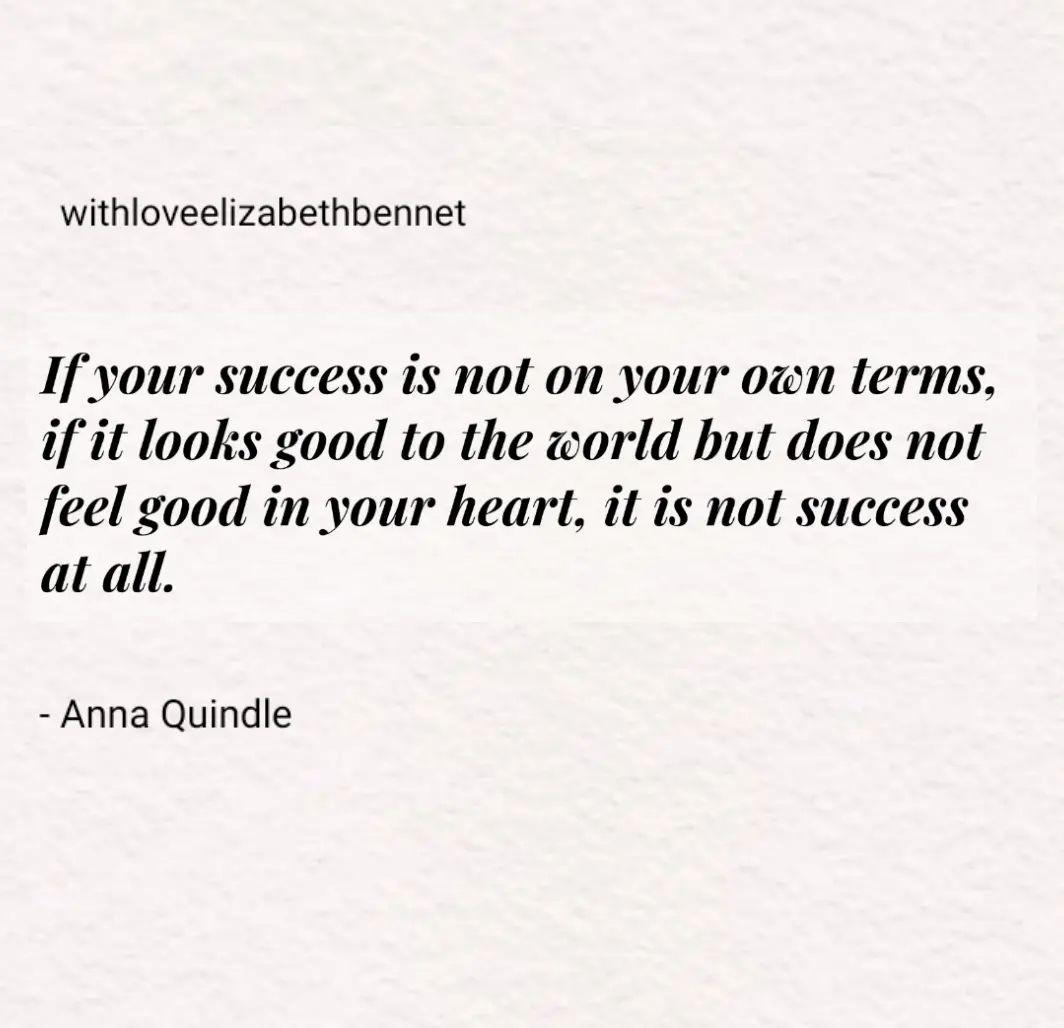 withloveelizabethbennet
If your success is not on your own terms,
if it looks good to the world but does not
feel good in your heart, it is not success
at all.
- Anna Quindle